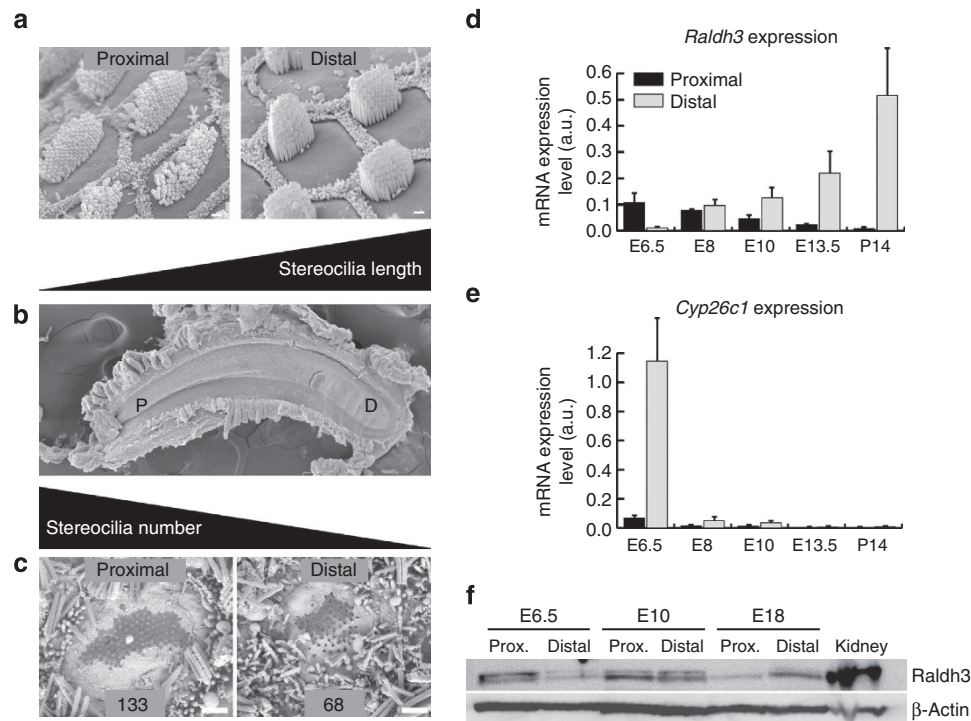 a
Proximal
Distal
Stereocilia length
b
P
D
Stereocilia number
c
Proximal
Distal
133
68
d
Raldh3 expression
mRNA expression
level (a.u.)
0.6
0.5
0.4
0.3
0.2
0.1
0.0
Proximal
Distal
E6.5 E8 E10 E13.5 P14
e
Cyp26c1 expression
mRNA expression
level (a.u.)
1.2
1.0
0.8
0.6
0.4
0.2
0.0
E6.5 E8 E10 E13.5 P14
f
E6.5 E10 E18
Prox. Distal Prox. Distal Prox. Distal Kidney
Raldh3
β-Actin